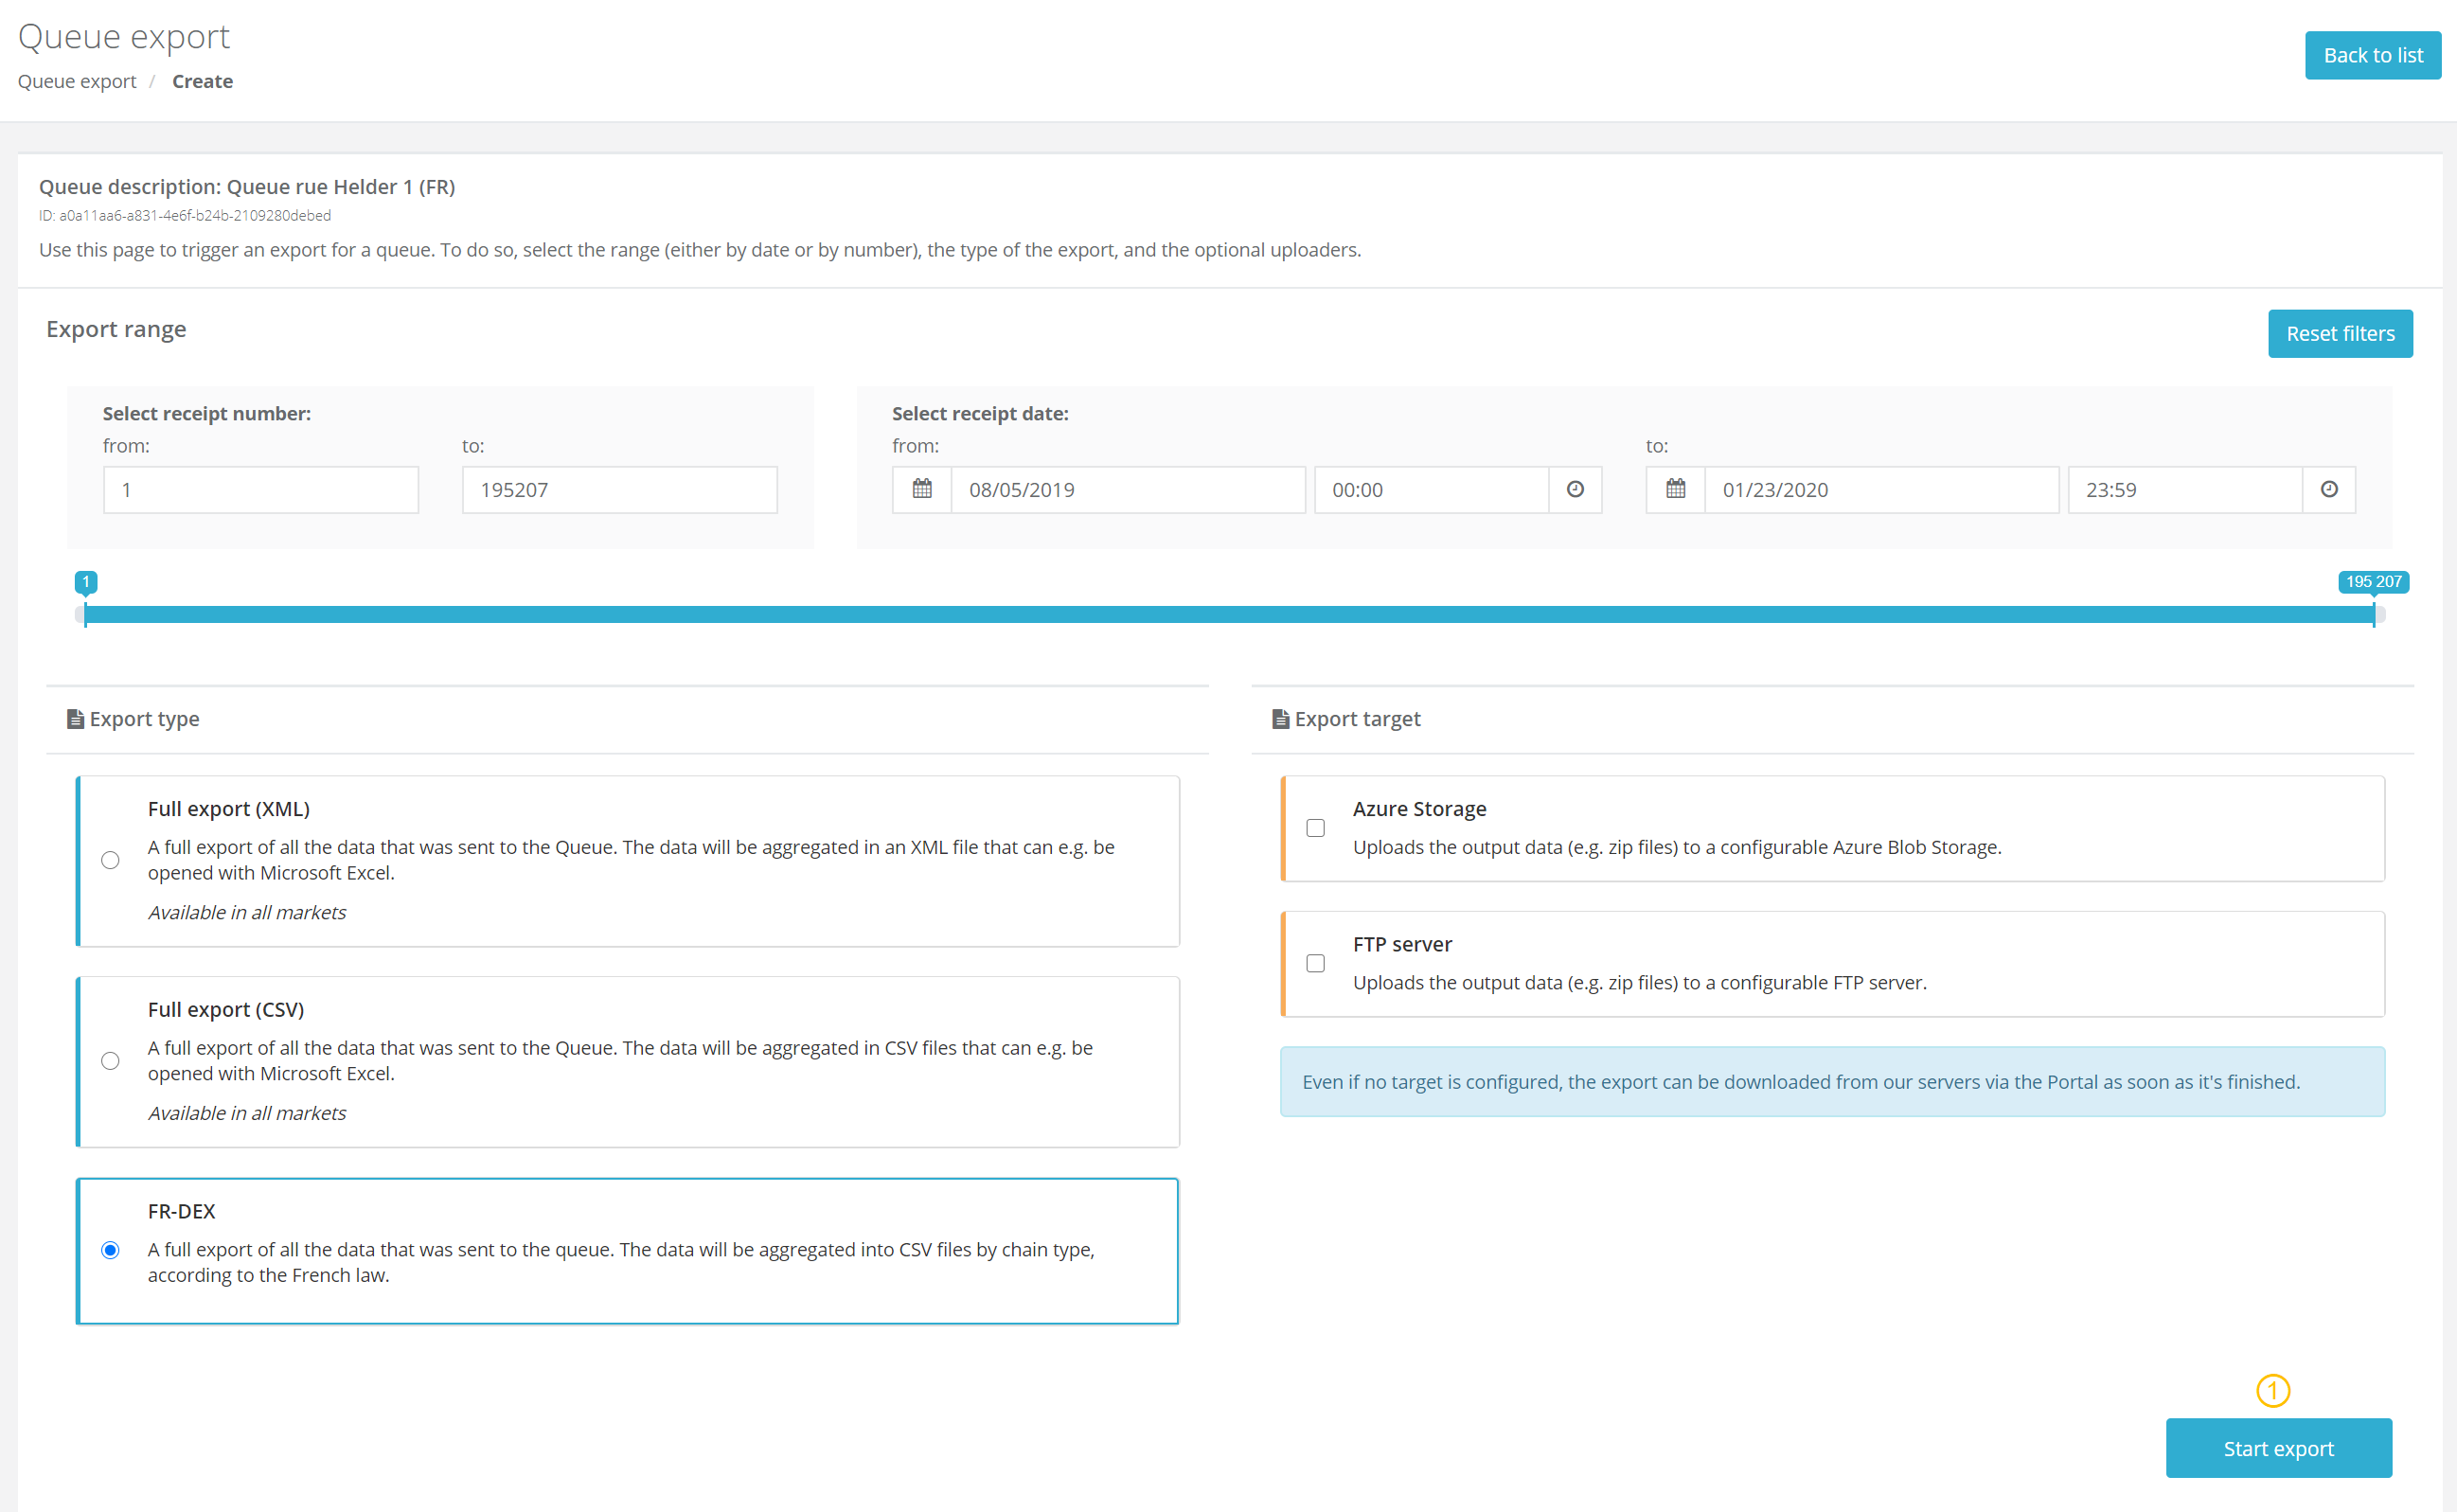 Queue export
Back to list
Queue export / Create
Queue description: Queue rue Helder 1 (FR)
ID: a0a11aa6-a831-4e6f-b24b-2109280debed
Use this page to trigger an export for a queue. To do so, select the range (either by date or by number), the type of the export, and the optional uploaders.
Export range
Reset filters
Select receipt number:
from:
to:
1
195207
Select receipt date:
from:
to:
08/05/2019
00:00
01/23/2020
23:59
1
195 207
Export type
Full export (XML)
A full export of all the data that was sent to the Queue. The data will be aggregated in an XML file that can e.g. be
opened with Microsoft Excel.
Available in all markets
Full export (CSV)
A full export of all the data that was sent to the Queue. The data will be aggregated in CSV files that can e.g. be
opened with Microsoft Excel.
Available in all markets
FR-DEX
A full export of all the data that was sent to the queue. The data will be aggregated into CSV files by chain type,
according to the French law.
Export target
Azure Storage
Uploads the output data (e.g. zip files) to a configurable Azure Blob Storage.
FTP server
Uploads the output data (e.g. zip files) to a configurable FTP server.
Even if no target is configured, the export can be downloaded from our servers via the Portal as soon as it's finished.
1
Start export